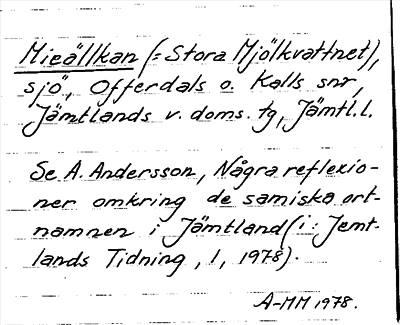 Mieällkan (= Stora Mjölkvattnet),
sjö, Offerdals o. Kalls snr,
Jämtlands v. doms. tg, Jämtl. l.
Se A. Andersson, Några reflexio-
ner omkring de samiska ort-
namnen i Jämtland (i: Jemt-
lands Tidning, 1, 1978).
A-MM 1978.